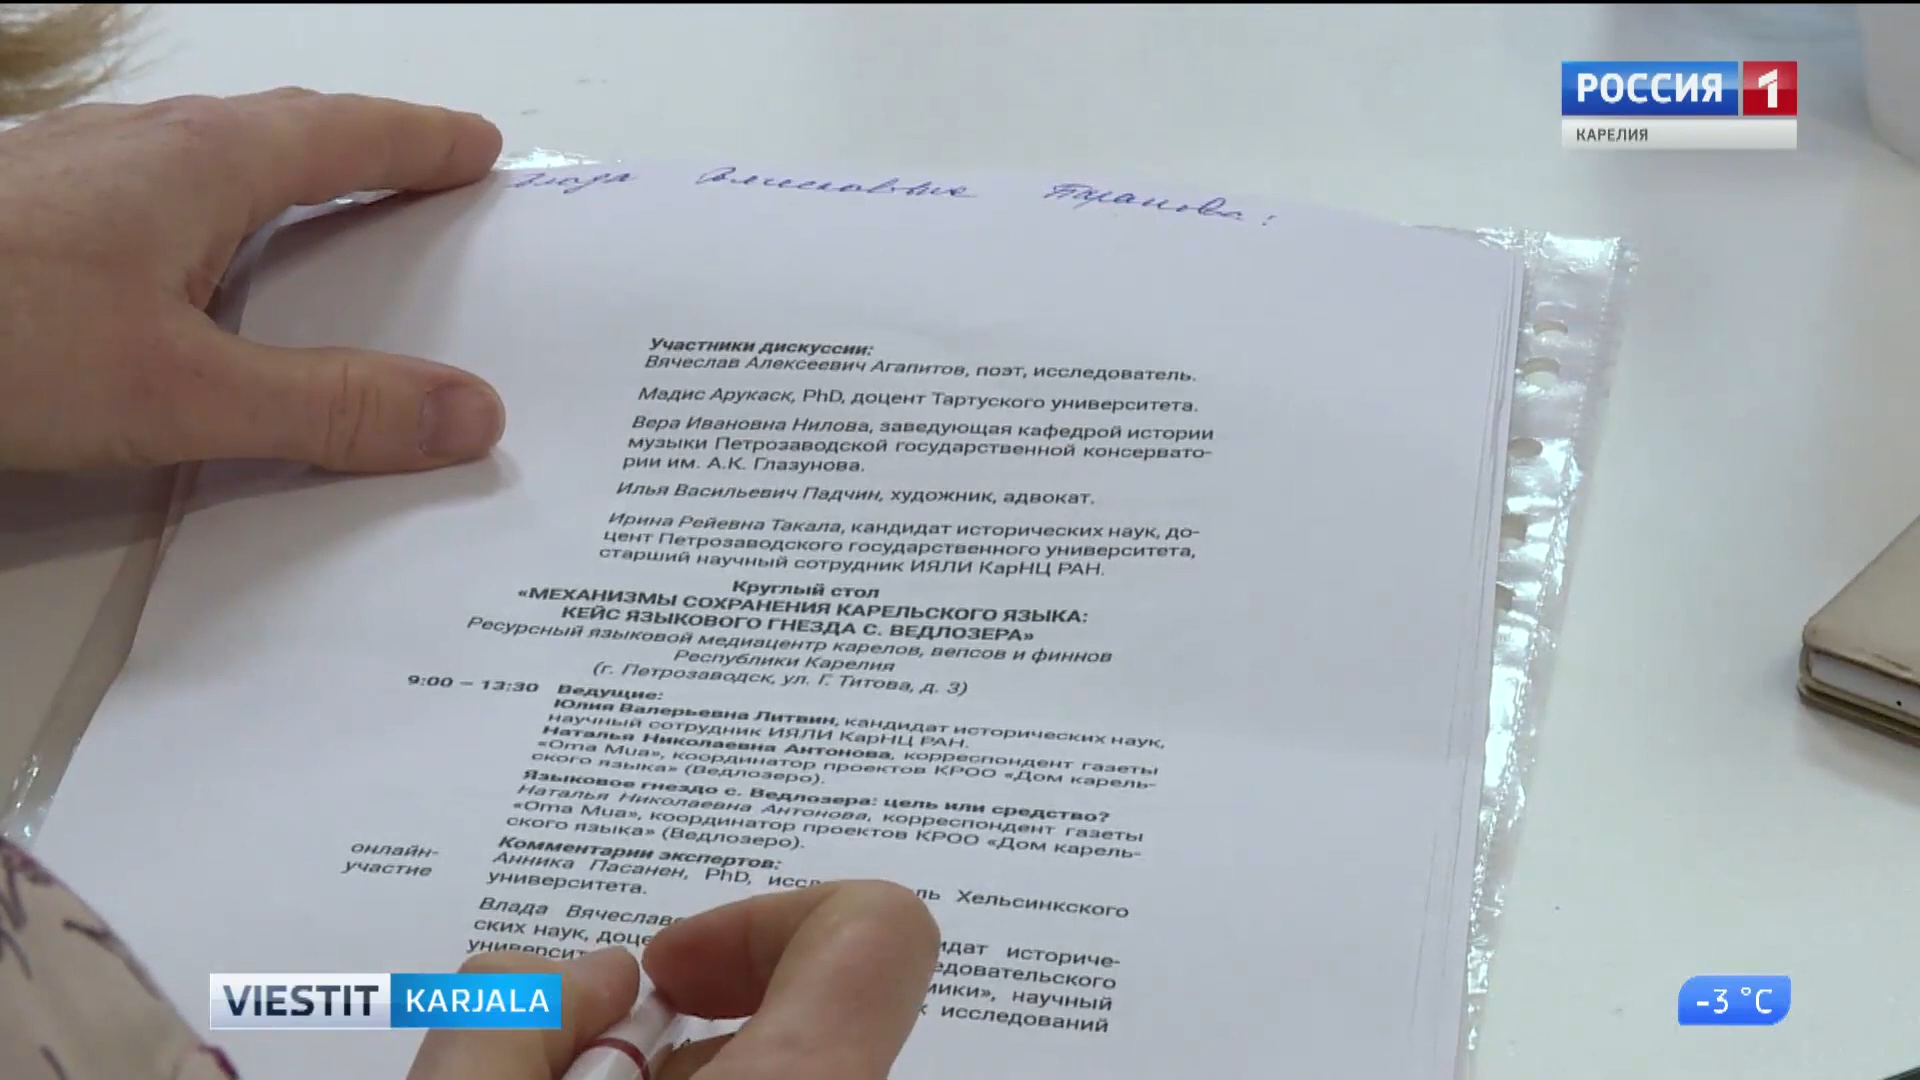 РОССИЯ 1
КАРЕЛИЯ
Участники дискуссии:
Вячеслав Алексеевич Агапитов, поэт, исследователь.
Мадис Арукаск, PhD, доцент Тартуского университета.
Вера Ивановна Нилова, заведующая кафедрой истории
музыки Петрозаводской государственной консервато-
рии им. А.К. Глазунова.
Илья Васильевич Падчин, художник, адвокат.
Ирина Рейевна Такала, кандидат исторических наук, до-
цент Петрозаводского государственного университета,
старший научный сотрудник ИЯЛИ КарНЦ РАН.
Круглый стол
«МЕХАНИЗМЫ СОХРАНЕНИЯ КАРЕЛЬСКОГО ЯЗЫКА:
КЕЙС ЯЗЫКОВОГО ГНЕЗДА С. ВЕДЛОЗЕРА»
Ресурсный языковой медиацентр карелов, вепсов и финнов
Республики Карелия
(г. Петрозаводск, ул. Г. Титова, д. 3)
9:00 – 13:30 Ведущие:
Юлия Валерьевна Литвин, кандидат исторических наук,
научный сотрудник ИЯЛИ КарНЦ РАН.
Наталья Николаевна Антонова, корреспондент газеты
«Oma Mua», координатор проектов КРОО «Дом карель-
ского языка» (Ведлозеро).
Языковое гнездо с. Ведлозера: цель или средство?
Наталья Николаевна Антонова, корреспондент газеты
«Oma Mua», координатор проектов КРОО «Дом карель-
ского языка» (Ведлозеро).
онлайн-
участие
Комментарии экспертов:
Анника Пасанен, PhD, Хельсинкского
университета.
Влада историче-
ских наук,
научный
исследований
VIESTIT KARJALA
-3 °C